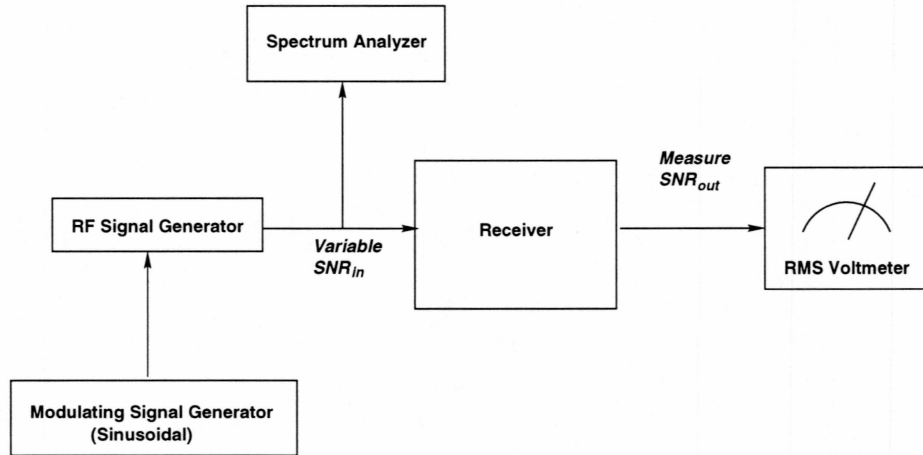 Spectrum Analyzer
Measure
SNRout
RF Signal Generator
Receiver
Variable
SNRin
RMS Voltmeter
Modulating Signal Generator
(Sinusoidal)